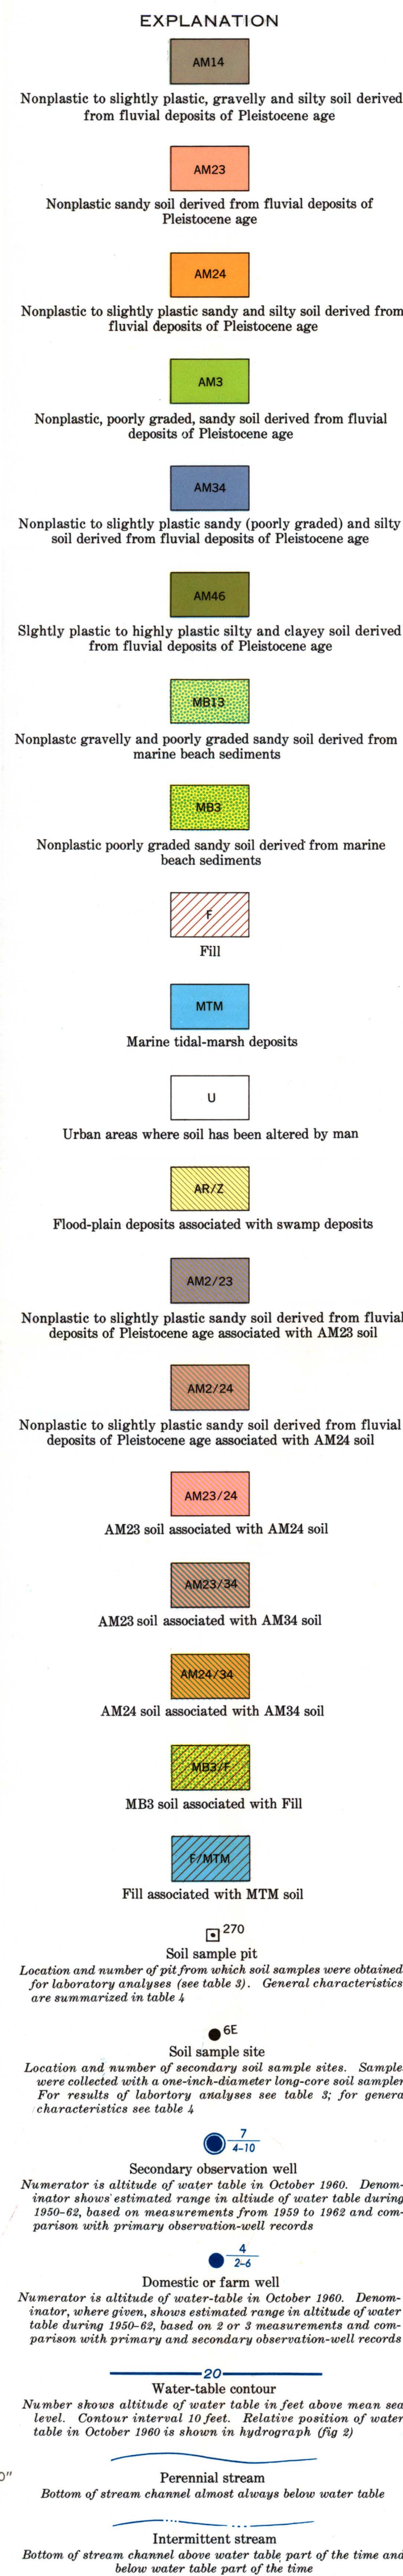 EXPLANATION
AM14
Nonplastic to slightly plastic, gravelly and silty soil derived
from fluvial deposits of Pleistocene age
AM23
Nonplastic sandy soil derived from fluvial deposits of
Pleistocene age
AM24
Nonplastic to slightly plastic sandy and silty soil derived from
fluvial deposits of Pleistocene age
AM3
Nonplastic, poorly graded, sandy soil derived from fluvial
deposits of Pleistocene age
AM34
Nonplastic to slightly plastic sandy (poorly graded) and silty
soil derived from fluvial deposits of Pleistocene age
AM46
Slghtly plastic to highly plastic silty and clayey soil derived
from fluvial deposits of Pleistocene age
MB13
Nonplastc gravelly and poorly graded sandy soil derived from
marine beach sediments
MB3
Nonplastic poorly graded sandy soil derived from marine
beach sediments
F
Fill
MTM
Marine tidal-marsh deposits
U
Urban areas where soil has been altered by man
AR/Z
Flood-plain deposits associated with swamp deposits
AM2/23
Nonplastic to slightly plastic sandy soil derived from fluvial
deposits of Pleistocene age associated with AM23 soil
AM2/24
Nonplastic to slightly plastic sandy soil derived from fluvial
deposits of Pleistocene age associated with AM24 soil
AM23/24
AM23 soil associated with AM24 soil
AM23/34
AM23 soil associated with AM34 soil
AM24/34
AM24 soil associated with AM34 soil
MB3/F
MB3 soil associated with Fill
F/MTM
Fill associated with MTM soil
270
Soil sample pit
Location and number of pit from which soil samples were obtained
for laboratory analyses (see table 3). General characteristics
are summarized in table 4
6E
Soil sample site
Location and number of secondary soil sample sites. Sample
were collected with a one-inch-diameter long-core soil sampler
For results of labortory analyses see table 3; for genera
characteristics see table 4
7
4-10
Secondary observation well
Numerator is altitude of water table in October 1960. Denom-
inator shows estimated range in altiude of water table during
1950-62, based on measurements from 1959 to 1962 and com-
parison with primary observation-well records
4
2-6
Domestic or farm well
Numerator is altitude of water-table in October 1960. Denom-
inator, where given, shows estimated range in altitude of water
table during 1950-62, based on 2 or 3 measurements and com-
parison with primary and secondary observation-well records
20
Water-table contour
Number shows altitude of water table in feet above mean sea
level. Contour interval 10 feet. Relative position of water
table in October 1960 is shown in hydrograph (fig 2)
0"
Perennial stream
Bottom of stream channel almost always below water table
Intermittent stream
Bottom of stream channel above water table part of the time and
below water table part of the time